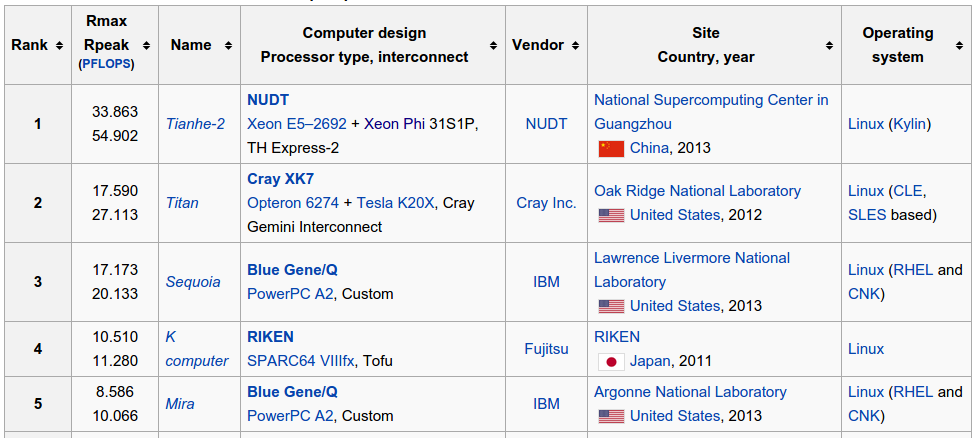 Rank
Rmax
Rpeak
(PFLOPS)
Name
Computer design
Processor type, interconnect
Vendor
Site
Country, year
Operating
system
1
33.863
54.902
Tianhe-2
NUDT
Xeon E5–2692 + Xeon Phi 31S1P,
TH Express-2
NUDT
National Supercomputing Center in
Guangzhou
China, 2013
Linux (Kylin)
2
17.590
27.113
Titan
Cray XK7
Opteron 6274 + Tesla K20X, Cray
Gemini Interconnect
Cray Inc.
Oak Ridge National Laboratory
United States, 2012
Linux (CLE,
SLES based)
3
17.173
20.133
Sequoia
Blue Gene/Q
PowerPC A2, Custom
IBM
Lawrence Livermore National
Laboratory
United States, 2013
Linux (RHEL and
CNK)
4
10.510
11.280
K
computer
RIKEN
SPARC64 VIIIfx, Tofu
Fujitsu
RIKEN
Japan, 2011
Linux
5
8.586
10.066
Mira
Blue Gene/Q
PowerPC A2, Custom
IBM
Argonne National Laboratory
United States, 2013
Linux (RHEL and
CNK)